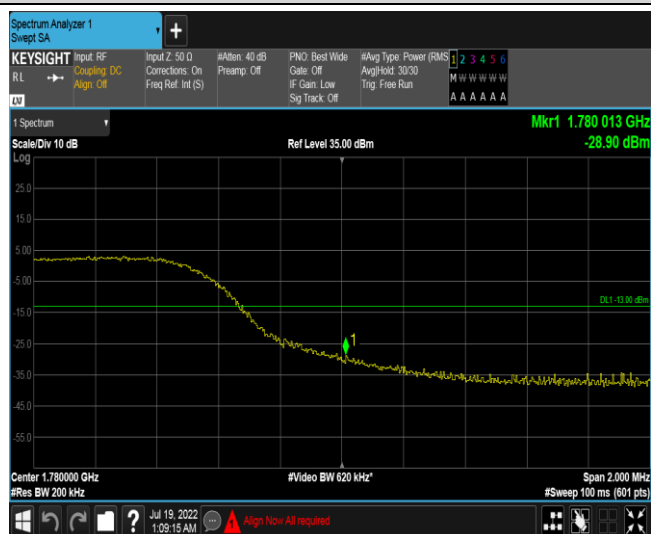 Spectrum Analyzer 1
Swept SA
KEYSIGHT
RL
LXI
Input: RF
Coupling: DC
Align: Off
Input Z: 50 Ω
Corrections: On
Freq Ref: Int (S)
#Atten: 40 dB
Preamp: Off
PNO: Best Wide
Gate: Off
IF Gain: Low
Sig Track: Off
#Avg Type: Power (RMS
Avg|Hold: 30/30
Trig: Free Run
1 2 3 4 5 6
M W W W W W
A A A A A A
1 Spectrum
Scale/Div 10 dB
Ref Level 35.00 dBm
Mkr1 1.780 013 GHz
-28.90 dBm
Log
25.0
15.0
5.00
-5.00
DL1 -13.00 dBm
-15.0
-25.0
1
-35.0
-45.0
-55.0
Center 1.780000 GHz
#Video BW 620 kHz*
Span 2.000 MHz
#Res BW 200 kHz
#Sweep 100 ms (601 pts)
?
Jul 19, 2022
1:09:15 AM
Align Now All required